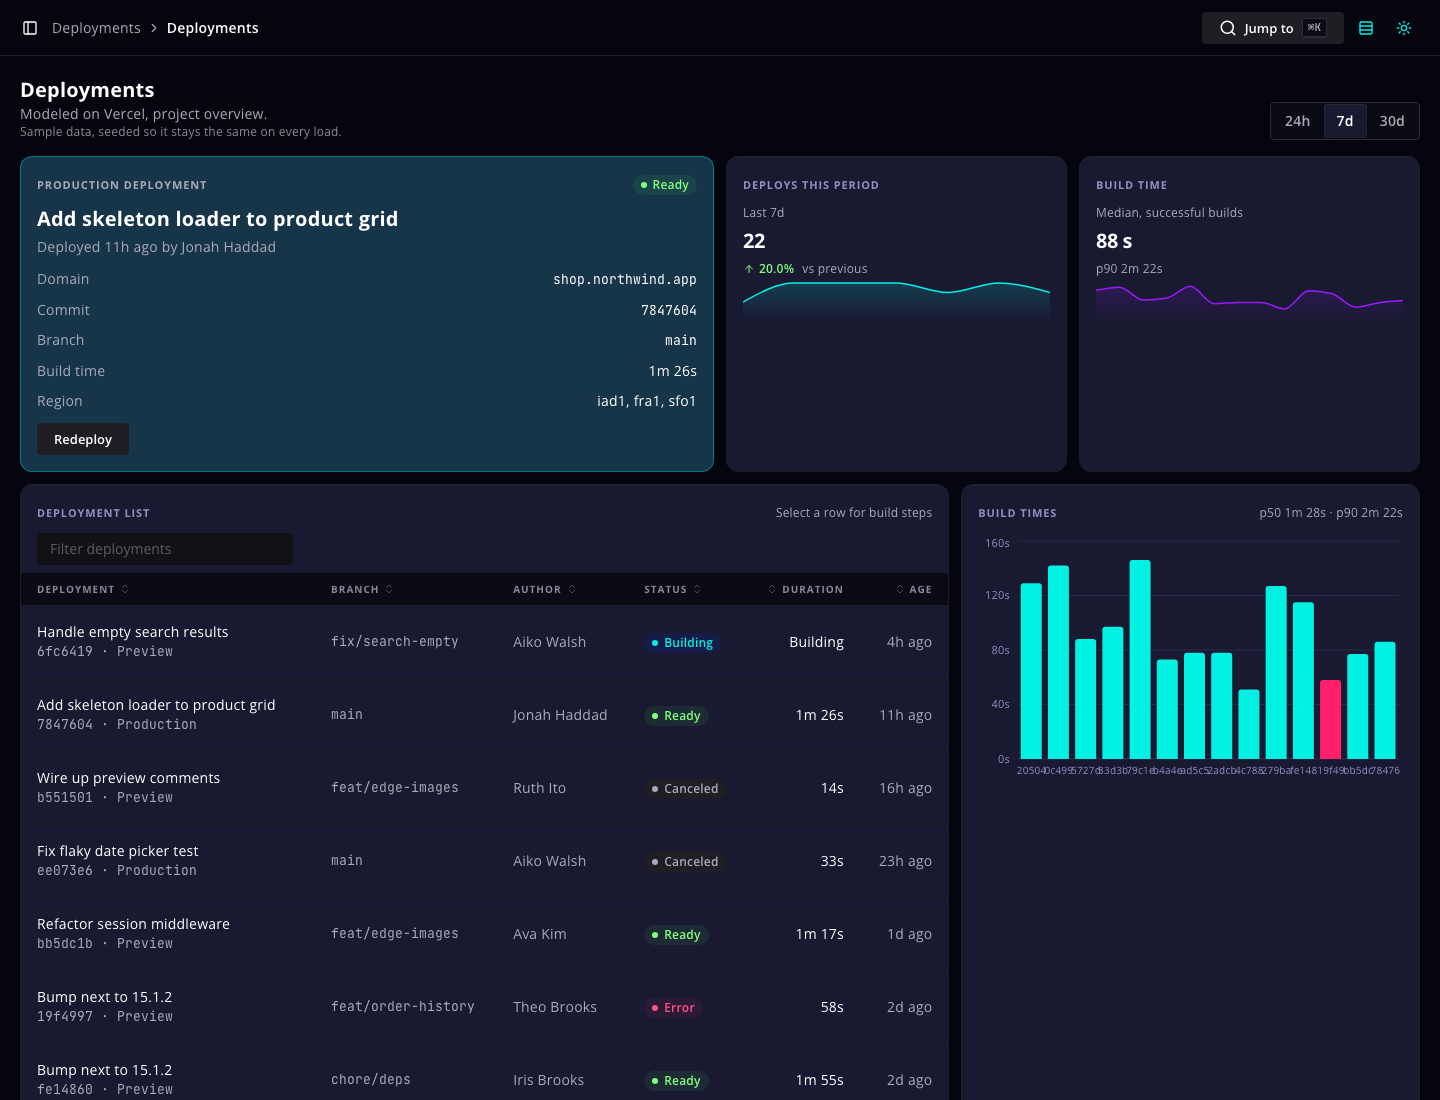 Deployments > Deployments
Jump to ⌘K
Deployments
Modeled on Vercel, project overview.
Sample data, seeded so it stays the same on every load.
24h 7d 30d
PRODUCTION DEPLOYMENT
Ready
Add skeleton loader to product grid
Deployed 11h ago by Jonah Haddad
Domain shop.northwind.app
Commit 7847604
Branch main
Build time 1m 26s
Region iad1, fra1, sfo1
Redeploy
DEPLOYS THIS PERIOD
Last 7d
22
↑ 20.0% vs previous
BUILD TIME
Median, successful builds
88 s
p90 2m 22s
DEPLOYMENT LIST
Select a row for build steps
Filter deployments
DEPLOYMENT BRANCH AUTHOR STATUS DURATION AGE
Handle empty search results
6fc6419 · Preview
fix/search-empty Aiko Walsh Building Building 4h ago
Add skeleton loader to product grid
7847604 · Production
main Jonah Haddad Ready 1m 26s 11h ago
Wire up preview comments
b551501 · Preview
feat/edge-images Ruth Ito Canceled 14s 16h ago
Fix flaky date picker test
ee073e6 · Production
main Aiko Walsh Canceled 33s 23h ago
Refactor session middleware
bb5dc1b · Preview
feat/edge-images Ava Kim Ready 1m 17s 1d ago
Bump next to 15.1.2
19f4997 · Preview
feat/order-history Theo Brooks Error 58s 2d ago
Bump next to 15.1.2
fe14860 · Preview
chore/deps Iris Brooks Ready 1m 55s 2d ago
BUILD TIMES
p50 1m 28s · p90 2m 22s
160s
120s
80s
40s
0s